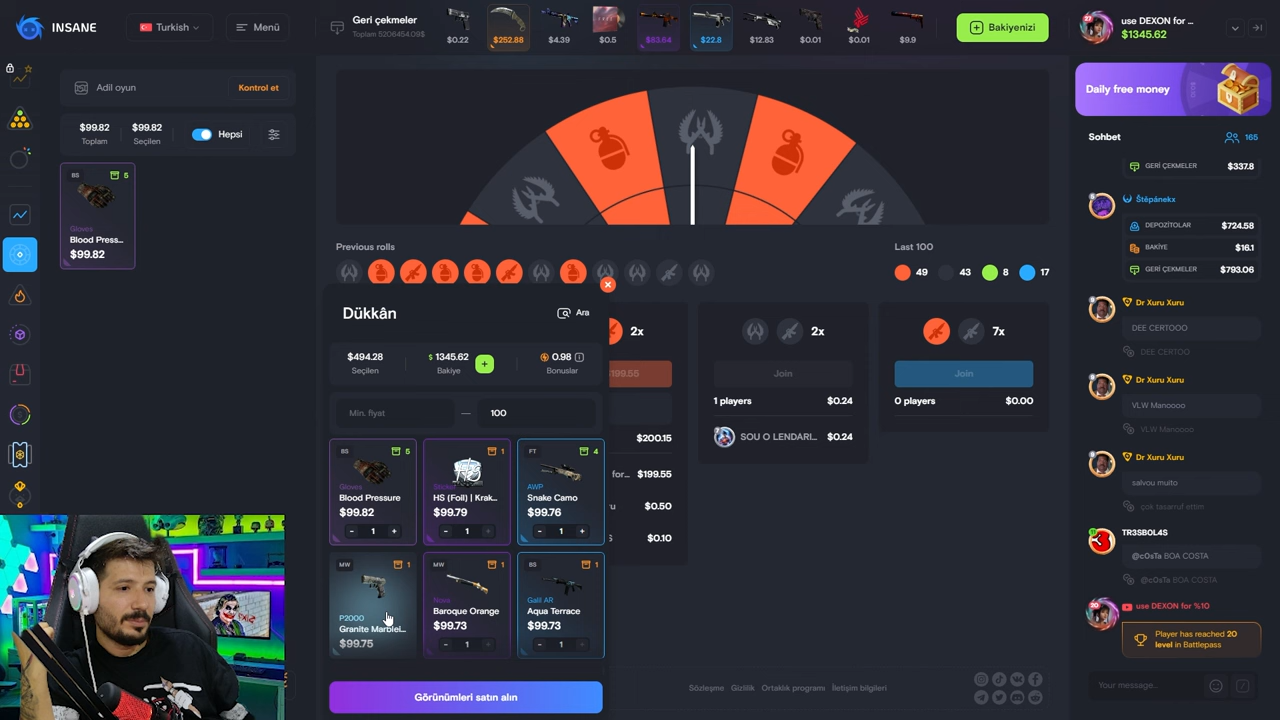 INSANE
Turkish
Menü
Geri çekmeler
Toplam 5206454.09$
$0.22
$252.88
$4.39
$0.5
$63.64
$22.8
$12.83
$0.01
$0.01
$9.9
Bakiyenizi
27
use DEXON for ...
$1345.62
Adil oyun
Kontrol et
$99.82
Toplam
$99.82
Seçilen
Hepsi
BS
5
Gloves
Blood Press...
$99.82
Previous rolls
Last 100
49
43
8
17
Dükkân
Ara
$494.28
Seçilen
$ 1345.62
Bakiye
0.98
Bonuslar
Min. fiyat
—
100
BS
5
Gloves
Blood Pressure
$99.82
- 1 +
1
Sticker
HS (Foil) | Krak...
$99.79
- 1 +
FT
4
AWP
Snake Camo
$99.76
- 1 +
MW
1
P2000
Granite Marblel...
$99.75
MW
1
Nova
Baroque Orange
$99.73
- 1 +
BS
1
Galil AR
Aqua Terrace
$99.73
- 1 +
Görünümleri satın alın
2x
$199.55
$200.15
for...
$199.55
$0.50
$0.10
2x
Join
1 players
$0.24
SOU O LENDARI...
$0.24
7x
Join
0 players
$0.00
Sözleşme
Gizlilik
Ortaklık programı
İletişim bilgileri
Daily free money
Sohbet
165
GERİ ÇEKMELER
$337.8
Štěpánekx
DEPOZİTOLAR
$724.58
BAKİYE
$16.1
GERİ ÇEKMELER
$793.06
Dr Xuru Xuru
DEE CERTOOO
DEE CERTOO
Dr Xuru Xuru
VLW Manoooo
VLW Manoooo
Dr Xuru Xuru
salvou muito
çok tasarruf ettim
TR3SBOL4S
@c0sTa BOA COSTA
@c0sTa BOA COSTA
20
use DEXON for %10
Player has reached 20
level in Battlepass
Your message...